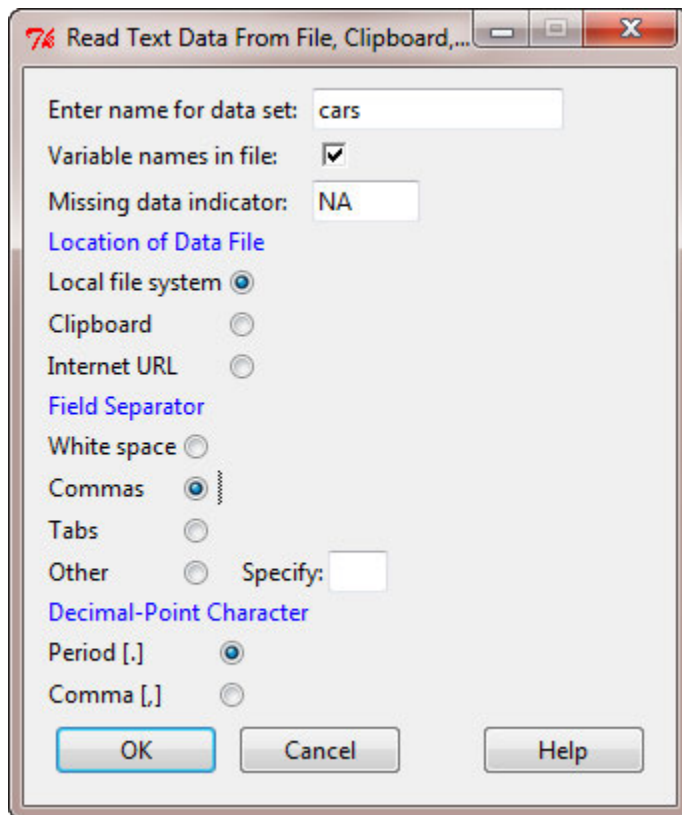 Read Text Data From File, Clipboard,...
Enter name for data set: cars
Variable names in file:
Missing data indicator: NA
Location of Data File
Local file system
Clipboard
Internet URL
Field Separator
White space
Commas
Tabs
Other Specify:
Decimal-Point Character
Period [.]
Comma [,]
OK Cancel Help